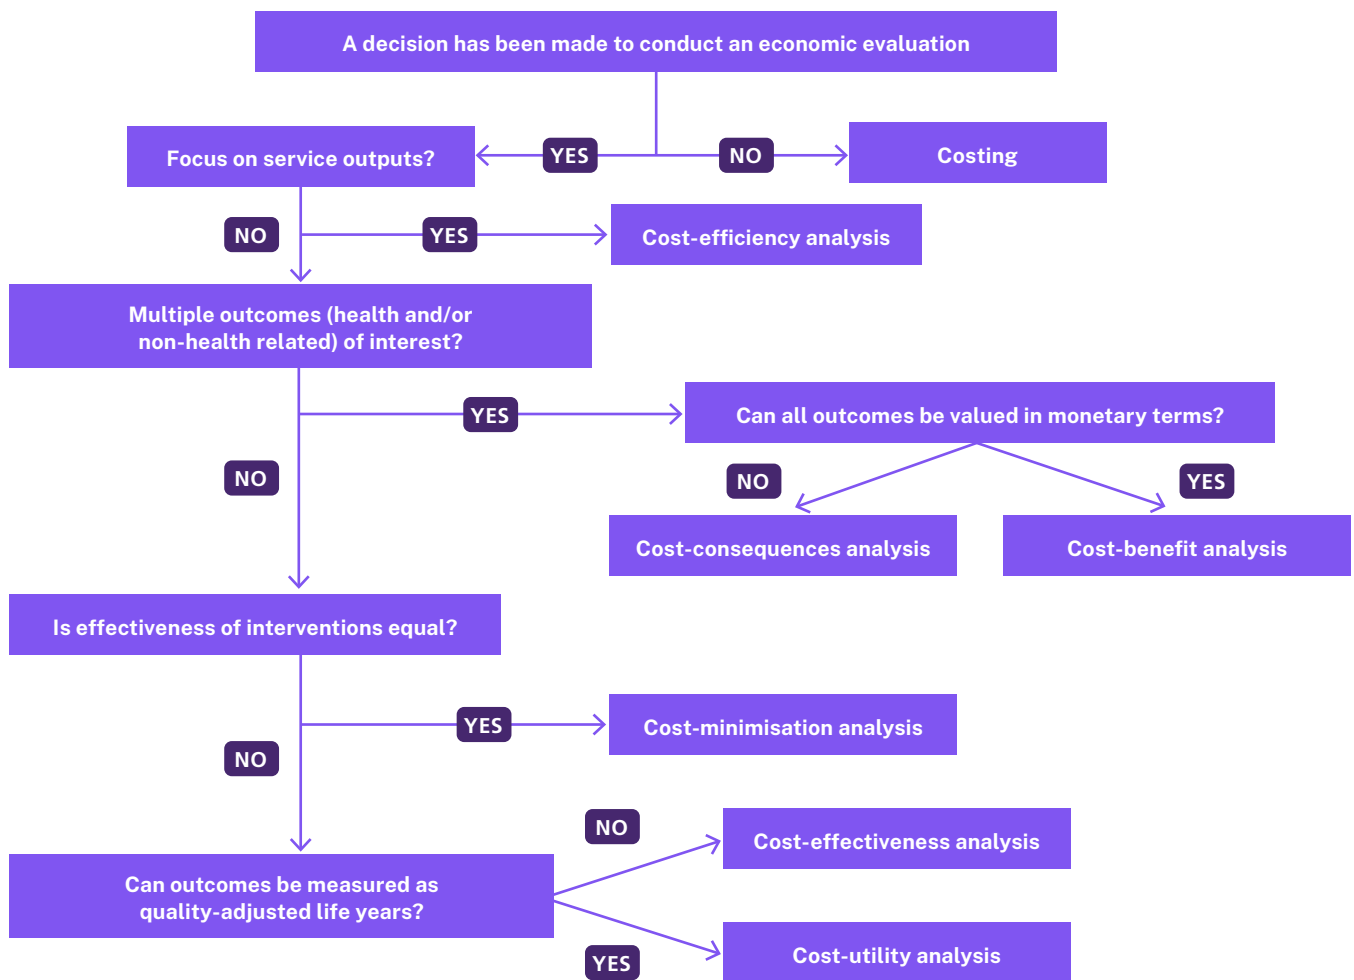 A decision has been made to conduct an economic evaluation
Focus on service outputs?
YES
NO
Costing
NO
YES
Cost-efficiency analysis
Multiple outcomes (health and/or
non-health related) of interest?
YES
Can all outcomes be valued in monetary terms?
NO
NO
YES
Cost-consequences analysis
Cost-benefit analysis
Is effectiveness of interventions equal?
YES
Cost-minimisation analysis
NO
NO
Cost-effectiveness analysis
Can outcomes be measured as
quality-adjusted life years?
YES
Cost-utility analysis